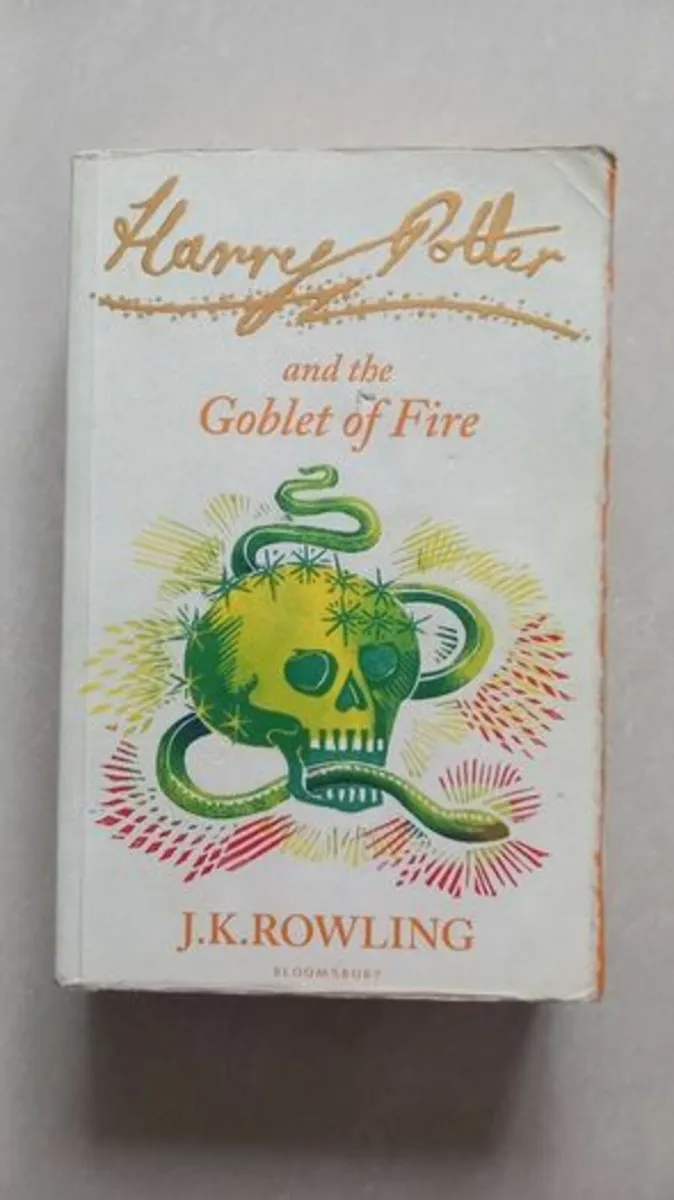 Harry Potter
and the
Goblet of Fire
J.K.ROWLING
BLOOMSBURY